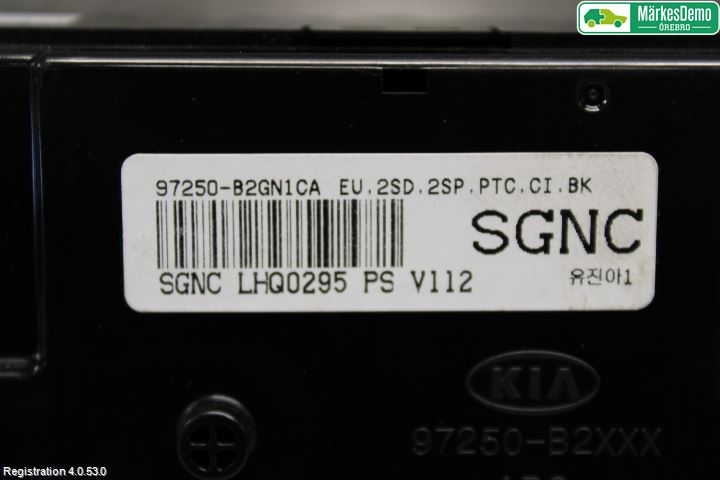 MärkesDemo
ÖREBRO
97250-B2GN1CA EU.2SD.2SP.PTC.CI.BK
SGNC
SGNC LHQ0295 PS V112
유진아1
KIA
97250-B2XXX
Registration 4.0.53.0